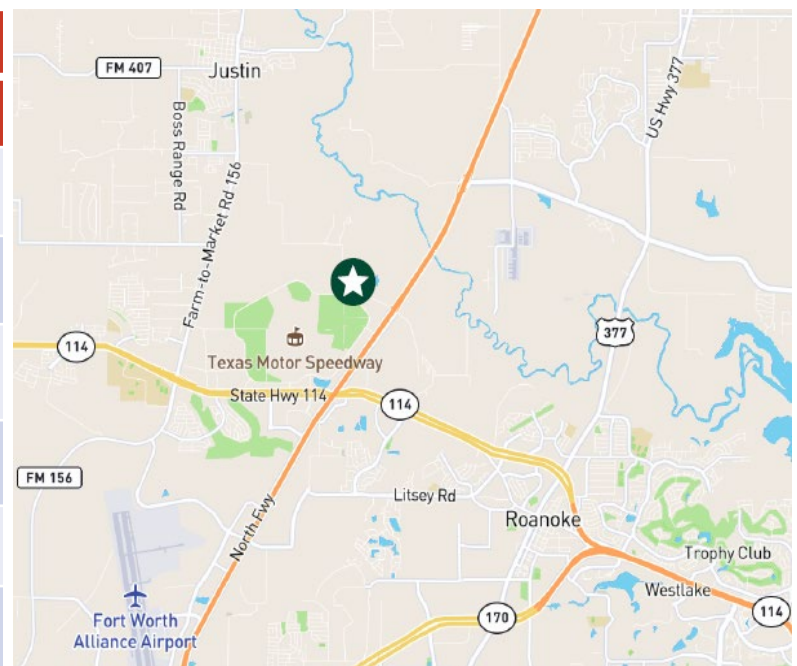 FM 407
Justin
Boss Range Rd
US Hwy 377
Farm-to-Market Rd 156
377
114
Texas Motor Speedway
State Hwy 114
114
FM 156
Litsey Rd
North Fwy
Roanoke
Trophy Club
Westlake
Fort Worth
Alliance Airport
170
114